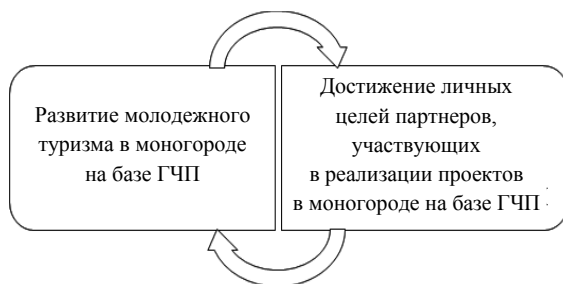 Развитие молодежного
туризма в моногороде
на базе ГЧП
Достижение личных
целей партнеров,
участвующих
в реализации проектов
в моногороде на базе ГЧП